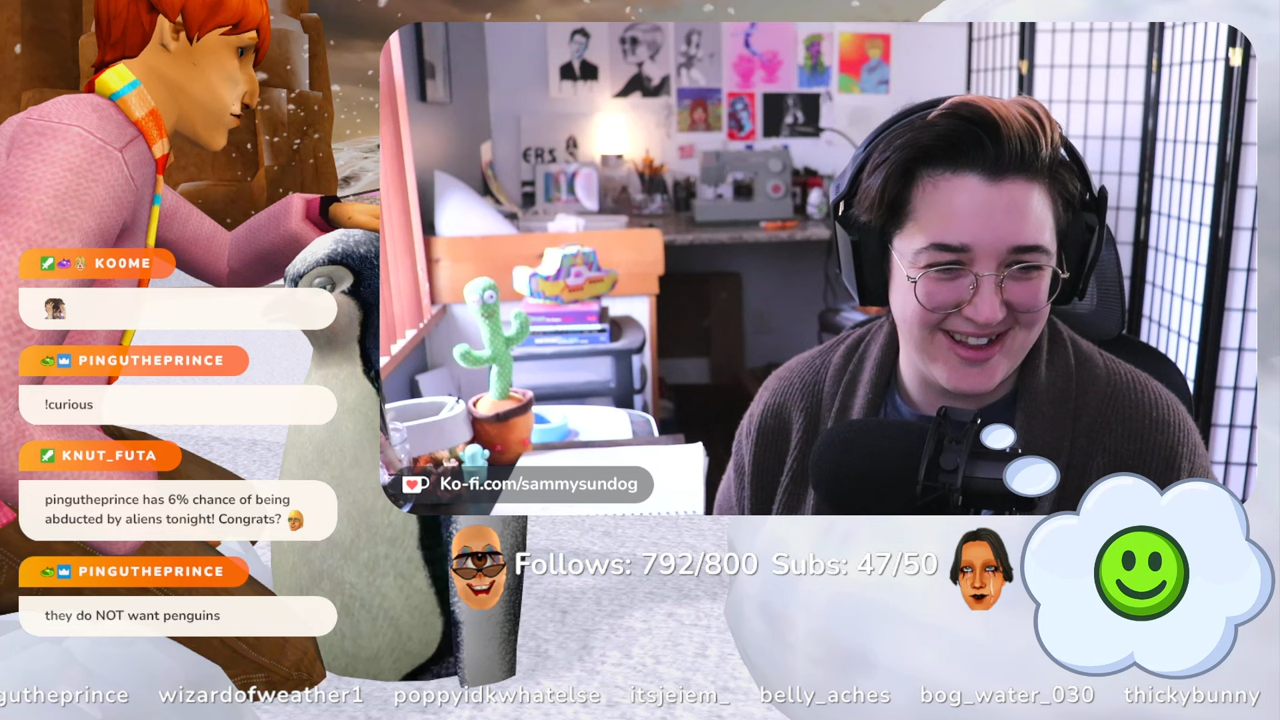 ERS
KO0ME
PINGUTHEPRINCE
!curious
KNUT_FUTA
pingutheprince has 6% chance of being
abducted by aliens tonight! Congrats?
PINGUTHEPRINCE
they do NOT want penguins
Ko-fi.com/sammysundog
Follows: 792/800 Subs: 47/50
gutheprince wizardofweather1 poppyidkwhatelse itsjeiem_ belly_aches bog_water_030 thickybunny